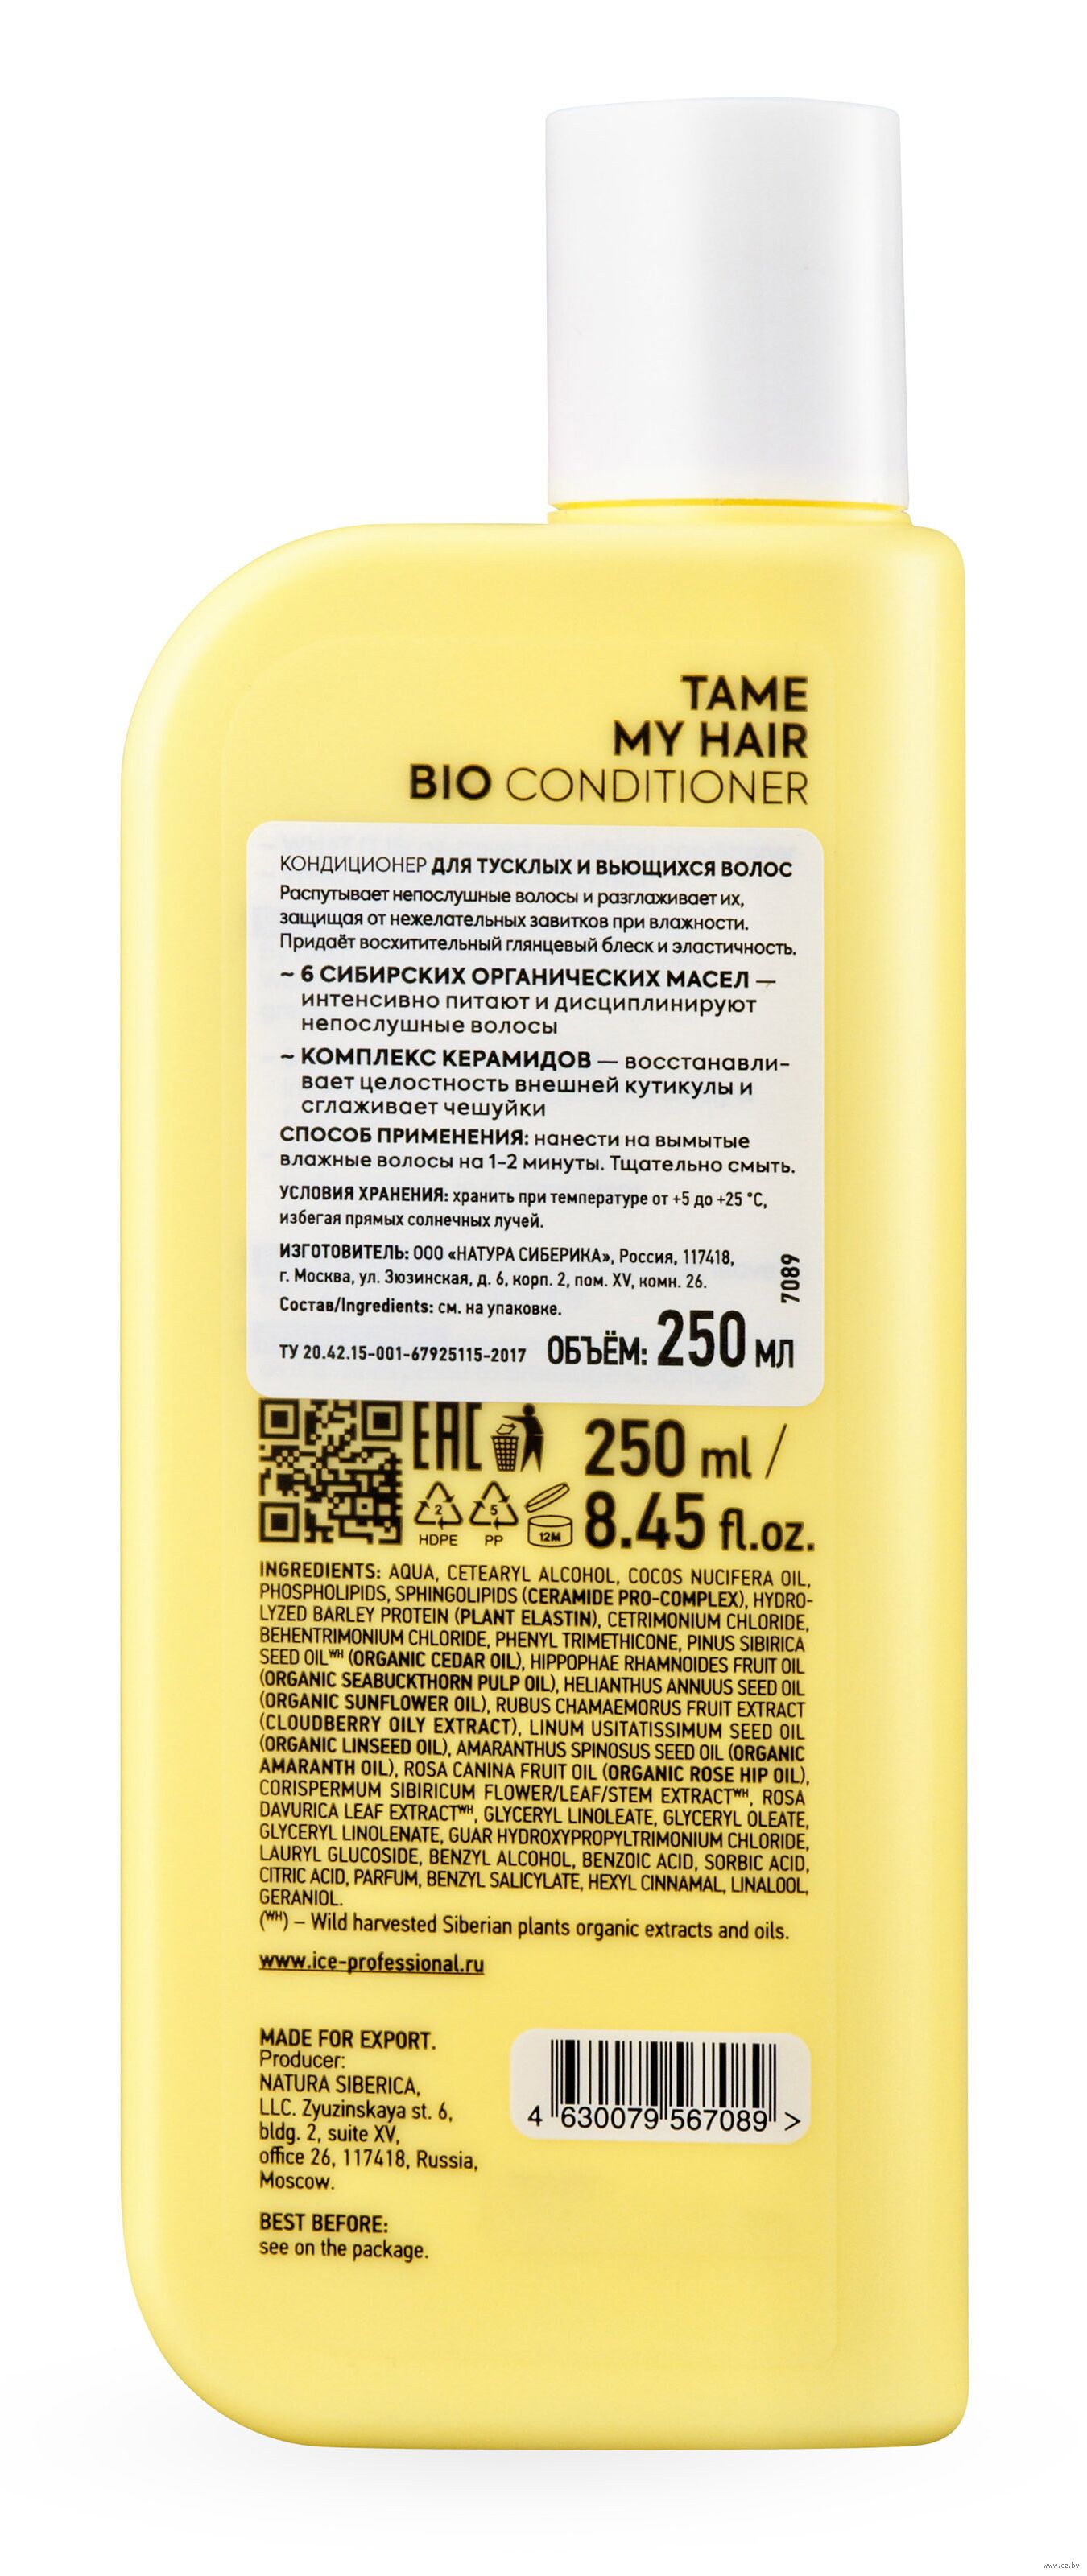 TAME
MY HAIR
BIO CONDITIONER
КОНДИЦИОНЕР ДЛЯ ТУСКЛЫХ И ВЬЮЩИХСЯ ВОЛОС
Распутывает непослушные волосы и разглаживает их,
защищая от нежелательных завитков при влажности.
Придаёт восхитительный глянцевый блеск и эластичность.
~ 6 СИБИРСКИХ ОРГАНИЧЕСКИХ МАСЕЛ —
интенсивно питают и дисциплинируют
непослушные волосы
~ КОМПЛЕКС КЕРАМИДОВ — восстанавли-
вает целостность внешней кутикулы и
сглаживает чешуйки
СПОСОБ ПРИМЕНЕНИЯ: нанести на вымытые
влажные волосы на 1-2 минуты. Тщательно смыть.
УСЛОВИЯ ХРАНЕНИЯ: хранить при температуре от +5 до +25 °С,
избегая прямых солнечных лучей.
ИЗГОТОВИТЕЛЬ: ООО «НАТУРА СИБЕРИКА», Россия, 117418,
г. Москва, ул. Зюзинская, д. 6, корп. 2, пом. XV, комн. 26.
7089
Состав/Ingredients: см. на упаковке.
ТУ 20.42.15-001-67925115-2017 ОБЪЁМ: 250 МЛ
EAC 250 ml /
2 5 12M 8.45 fl.oz.
HDPE PP
INGREDIENTS: AQUA, CETEARYL ALCOHOL, COCOS NUCIFERA OIL,
PHOSPHOLIPIDS, SPHINGOLIPIDS (CERAMIDE PRO-COMPLEX), HYDRO-
LYZED BARLEY PROTEIN (PLANT ELASTIN), CETRIMONIUM CHLORIDE,
BEHENTRIMONIUM CHLORIDE, PHENYL TRIMETHICONE, PINUS SIBIRICA
SEED OIL ᵂᴴ (ORGANIC CEDAR OIL), HIPPOPHAE RHAMNOIDES FRUIT OIL
(ORGANIC SEABUCKTHORN PULP OIL), HELIANTHUS ANNUUS SEED OIL
(ORGANIC SUNFLOWER OIL), RUBUS CHAMAEMORUS FRUIT EXTRACT
(CLOUDBERRY OILY EXTRACT), LINUM USITATISSIMUM SEED OIL
(ORGANIC LINSEED OIL), AMARANTHUS SPINOSUS SEED OIL (ORGANIC
AMARANTH OIL), ROSA CANINA FRUIT OIL (ORGANIC ROSE HIP OIL),
CORISPERMUM SIBIRICUM FLOWER/LEAF/STEM EXTRACTᵂᴴ, ROSA
DAVURICA LEAF EXTRACTᵂᴴ, GLYCERYL LINOLEATE, GLYCERYL OLEATE,
GLYCERYL LINOLENATE, GUAR HYDROXYPROPYLTRIMONIUM CHLORIDE,
LAURYL GLUCOSIDE, BENZYL ALCOHOL, BENZOIC ACID, SORBIC ACID,
CITRIC ACID, PARFUM, BENZYL SALICYLATE, HEXYL CINNAMAL, LINALOOL,
GERANIOL.
(ᵂᴴ) – Wild harvested Siberian plants organic extracts and oils.
www.ice-professional.ru
MADE FOR EXPORT.
Producer:
NATURA SIBERICA,
LLC. Zyuzinskaya st. 6,
bldg. 2, suite XV,
office 26, 117418, Russia,
Moscow.
4 630079 567089 >
BEST BEFORE:
see on the package.
www.oz.by